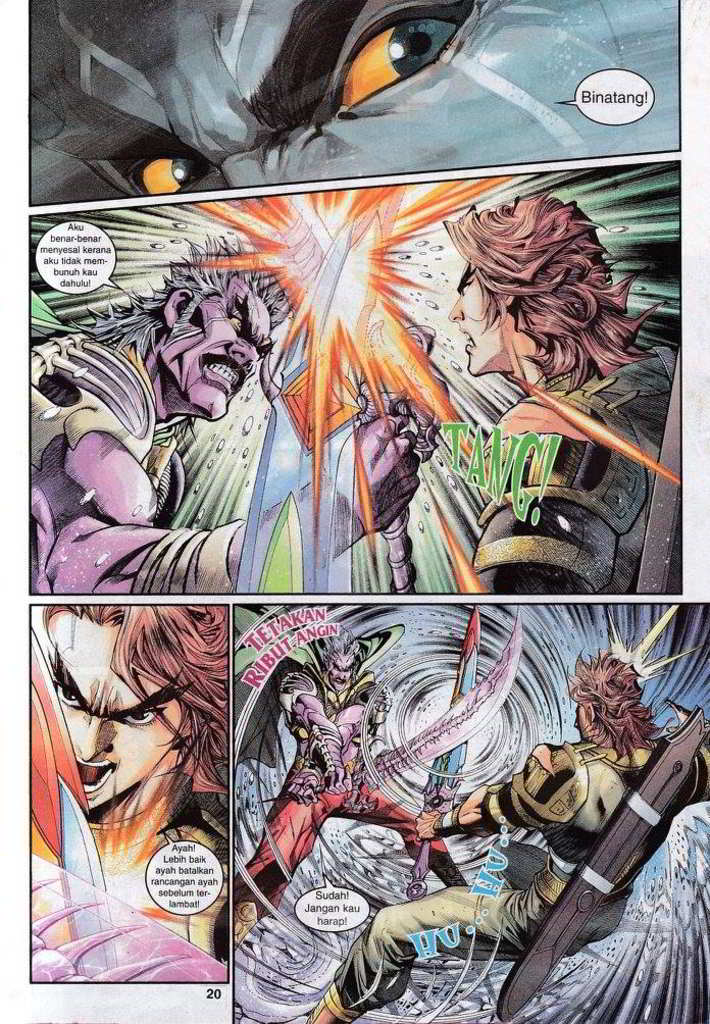 Binatang!
Aku
benar-benar
menyesal kerana
aku tidak mem-
bunuh kau
dahulu!
TANG!
Ayah!
Lebih baik
ayah batalkan
rancangan ayah
sebelum ter-
lambat!
TETAKAN
RIBUT ANGIN
Sudah!
Jangan kau
harap!
HU... HU...
20